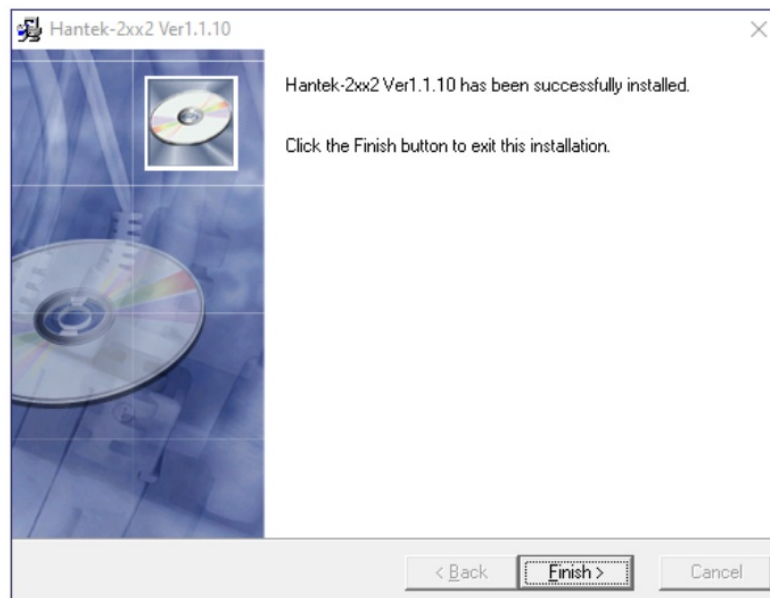 Hantek-2xx2 Ver1.1.10
Hantek-2xx2 Ver1.1.10 has been successfully installed.
Click the Finish button to exit this installation.
< Back
Finish >
Cancel